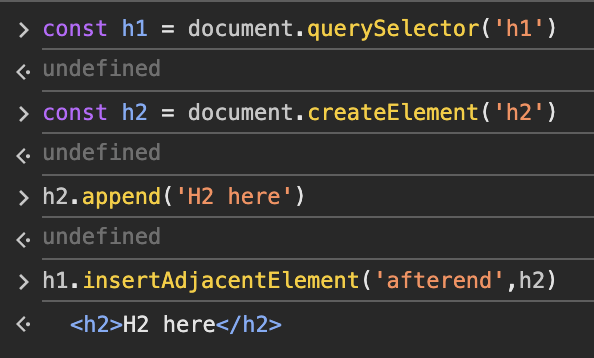 > const h1 = document.querySelector('h1')
undefined
> const h2 = document.createElement('h2')
undefined
> h2.append('H2 here')
undefined
> h1.insertAdjacentElement('afterend',h2)
<h2>H2 here</h2>